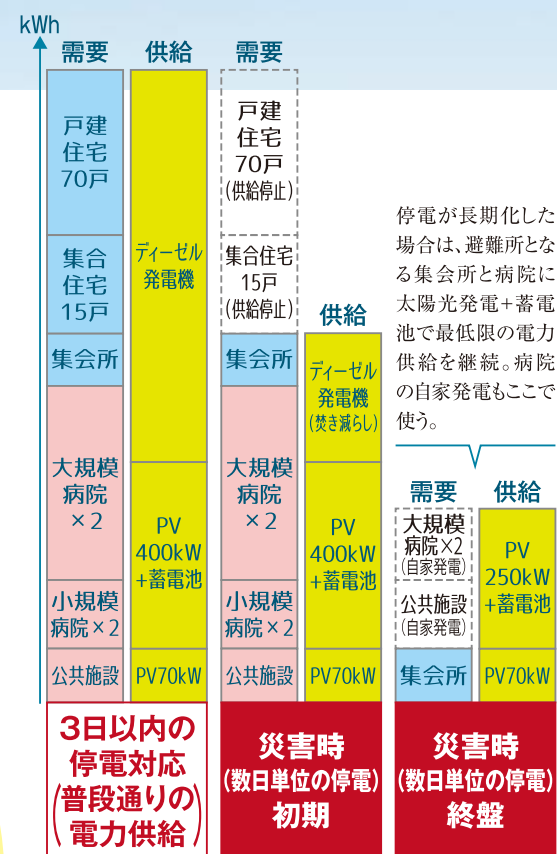 kWh
需要
供給
需要
戸建
住宅
70戸
集合
住宅
15戸
集会所
大規模
病院
×2
小規模
病院×2
公共施設
ディーゼル
発電機
PV
400kW
+蓄電池
PV70kW
戸建
住宅
70戸
(供給停止)
集合住宅
15戸
(供給停止)
集会所
大規模
病院
×2
小規模
病院×2
公共施設
供給
ディーゼル
発電機
(焚き減らし)
PV
400kW
+蓄電池
PV70kW
停電が長期化した
場合は、避難所とな
る集会所と病院に
太陽光発電+蓄電
池で最低限の電力
供給を継続。病院
の自家発電もここで
使う。
需要
供給
大規模
病院×2
(自家発電)
公共施設
(自家発電)
集会所
PV
250kW
+蓄電池
PV70kW
3日以内の
停電対応
(普段通りの
電力供給)
災害時
(数日単位の停電)
初期
災害時
(数日単位の停電)
終盤